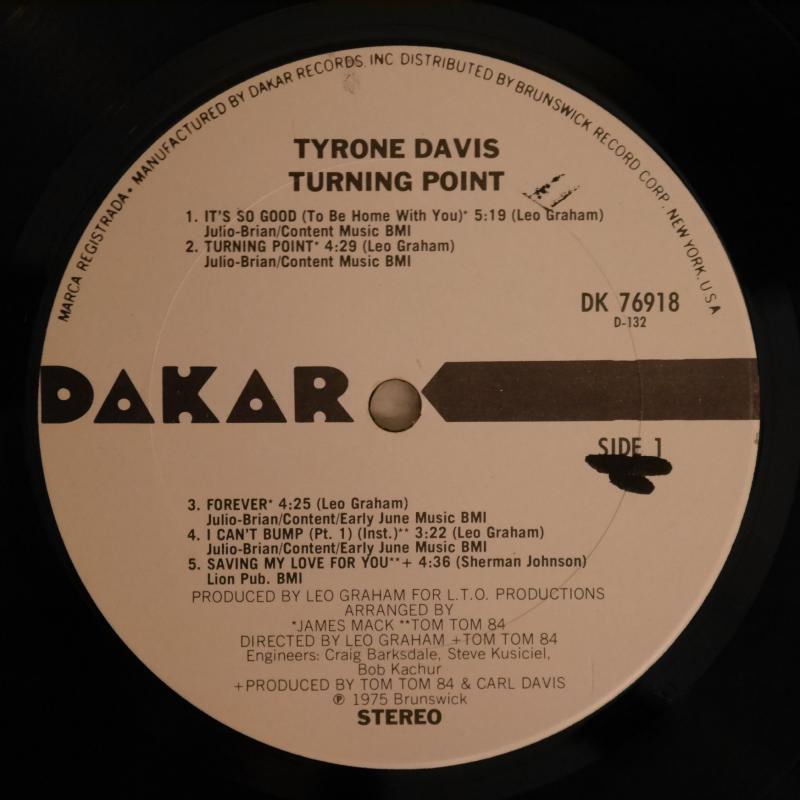 MARCA REGISTRADA • MANUFACTURED BY DAKAR RECORDS, INC DISTRIBUTED BY BRUNSWICK RECORD CORP. NEW YORK, U.S.A
TYRONE DAVIS
TURNING POINT
1. IT'S SO GOOD (To Be Home With You)* 5:19 (Leo Graham)
Julio-Brian/Content Music BMI
2. TURNING POINT* 4:29 (Leo Graham)
Julio-Brian/Content Music BMI
DK 76918
D-132
DAKAR
SIDE 1
3. FOREVER* 4:25 (Leo Graham)
Julio-Brian/Content/Early June Music BMI
4. I CAN'T BUMP (Pt. 1) (Inst.)** 3:22 (Leo Graham)
Julio-Brian/Content/Early June Music BMI
5. SAVING MY LOVE FOR YOU**+ 4:36 (Sherman Johnson)
Lion Pub. BMI
PRODUCED BY LEO GRAHAM FOR L.T.O. PRODUCTIONS
ARRANGED BY
*JAMES MACK **TOM TOM 84
DIRECTED BY LEO GRAHAM +TOM TOM 84
Engineers: Craig Barksdale, Steve Kusiciel,
Bob Kachur
+PRODUCED BY TOM TOM 84 & CARL DAVIS
℗ 1975 Brunswick
STEREO